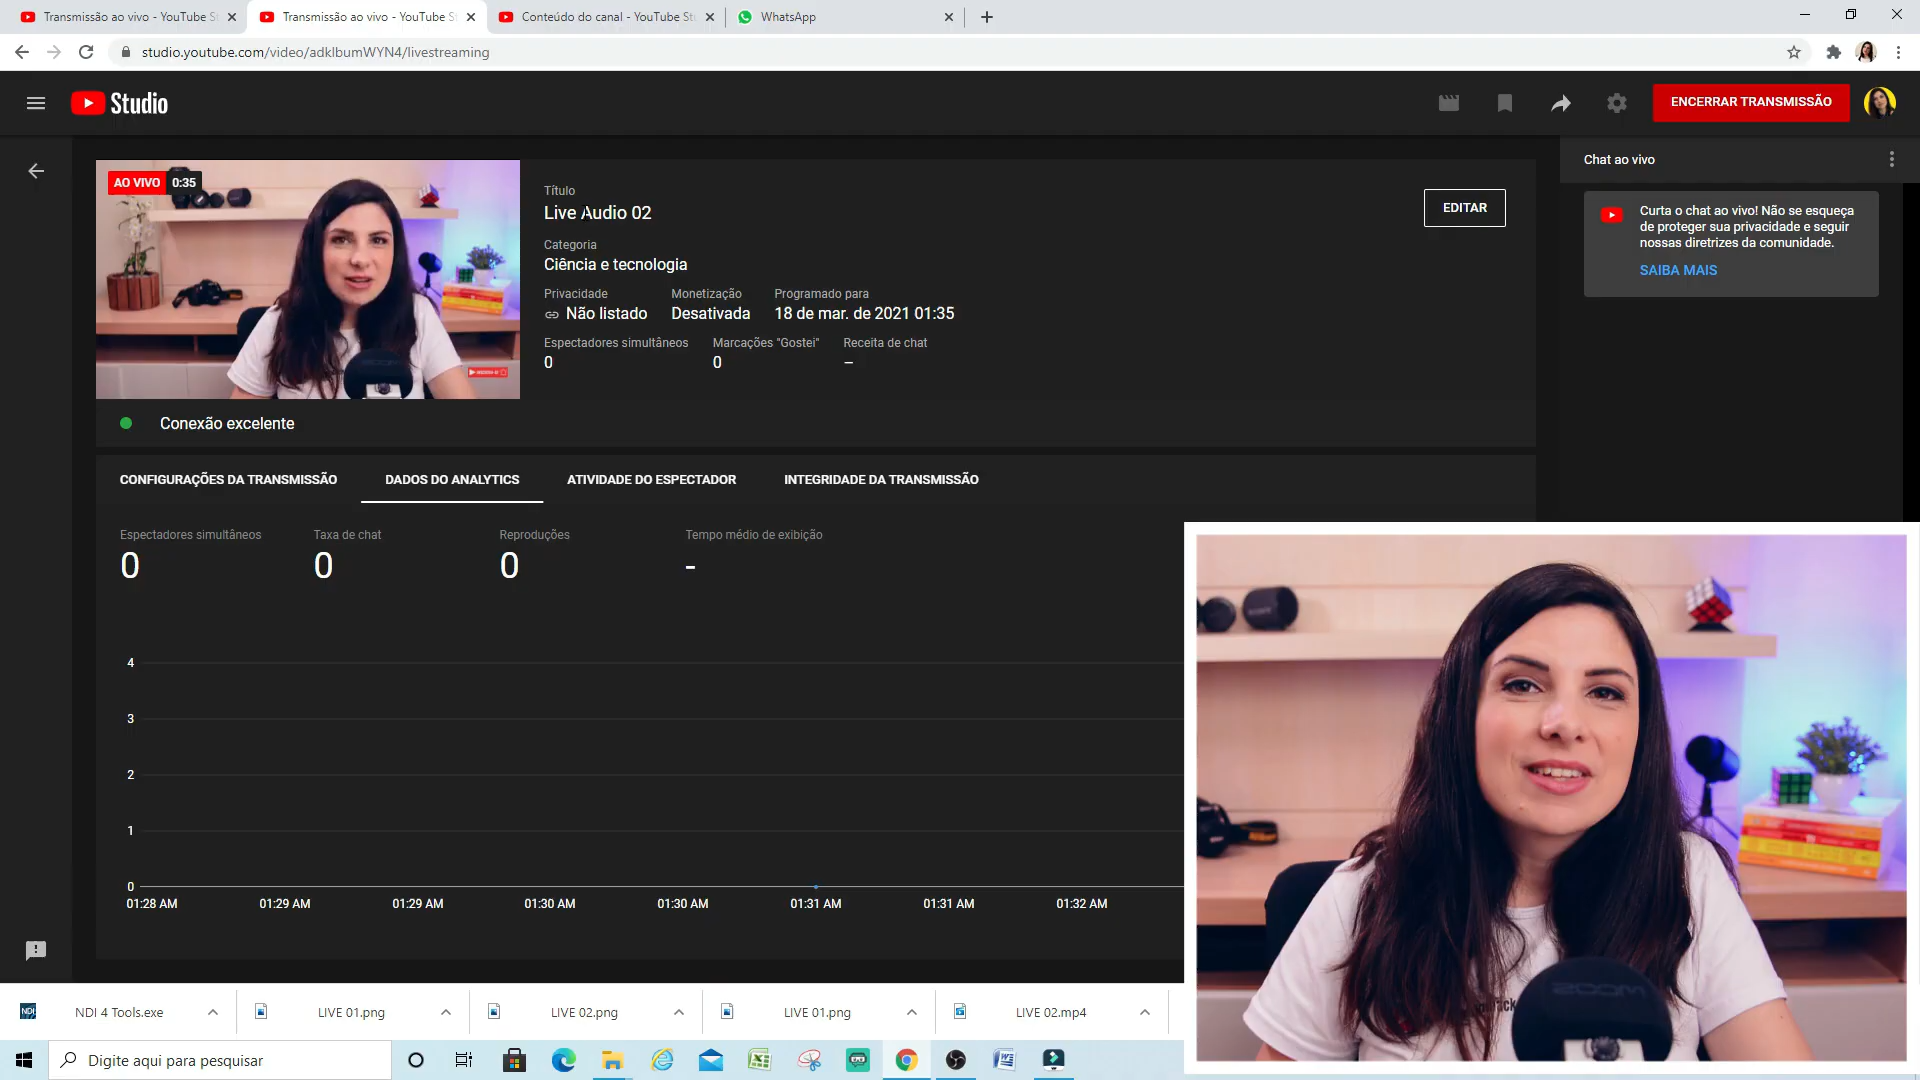 Transmissão ao vivo - YouTube S
Transmissão ao vivo - YouTube S
Conteúdo do canal - YouTube St
WhatsApp
studio.youtube.com/video/adklbumWYN4/livestreaming
Studio
ENCERRAR TRANSMISSÃO
AO VIVO 0:35
Título
Live Audio 02
EDITAR
Categoria
Ciência e tecnologia
Privacidade Monetização Programado para
Não listado Desativada 18 de mar. de 2021 01:35
Espectadores simultâneos Marcações "Gostei" Receita de chat
0 0 –
Conexão excelente
Chat ao vivo
Curta o chat ao vivo! Não se esqueça
de proteger sua privacidade e seguir
nossas diretrizes da comunidade.
SAIBA MAIS
CONFIGURAÇÕES DA TRANSMISSÃO DADOS DO ANALYTICS ATIVIDADE DO ESPECTADOR INTEGRIDADE DA TRANSMISSÃO
Espectadores simultâneos Taxa de chat Reproduções Tempo médio de exibição
0 0 0 -
4
3
2
1
0
01:28 AM 01:29 AM 01:29 AM 01:30 AM 01:30 AM 01:31 AM 01:31 AM 01:32 AM
ZOOM
NDI 4 Tools.exe LIVE 01.png LIVE 02.png LIVE 01.png LIVE 02.mp4
Digite aqui para pesquisar